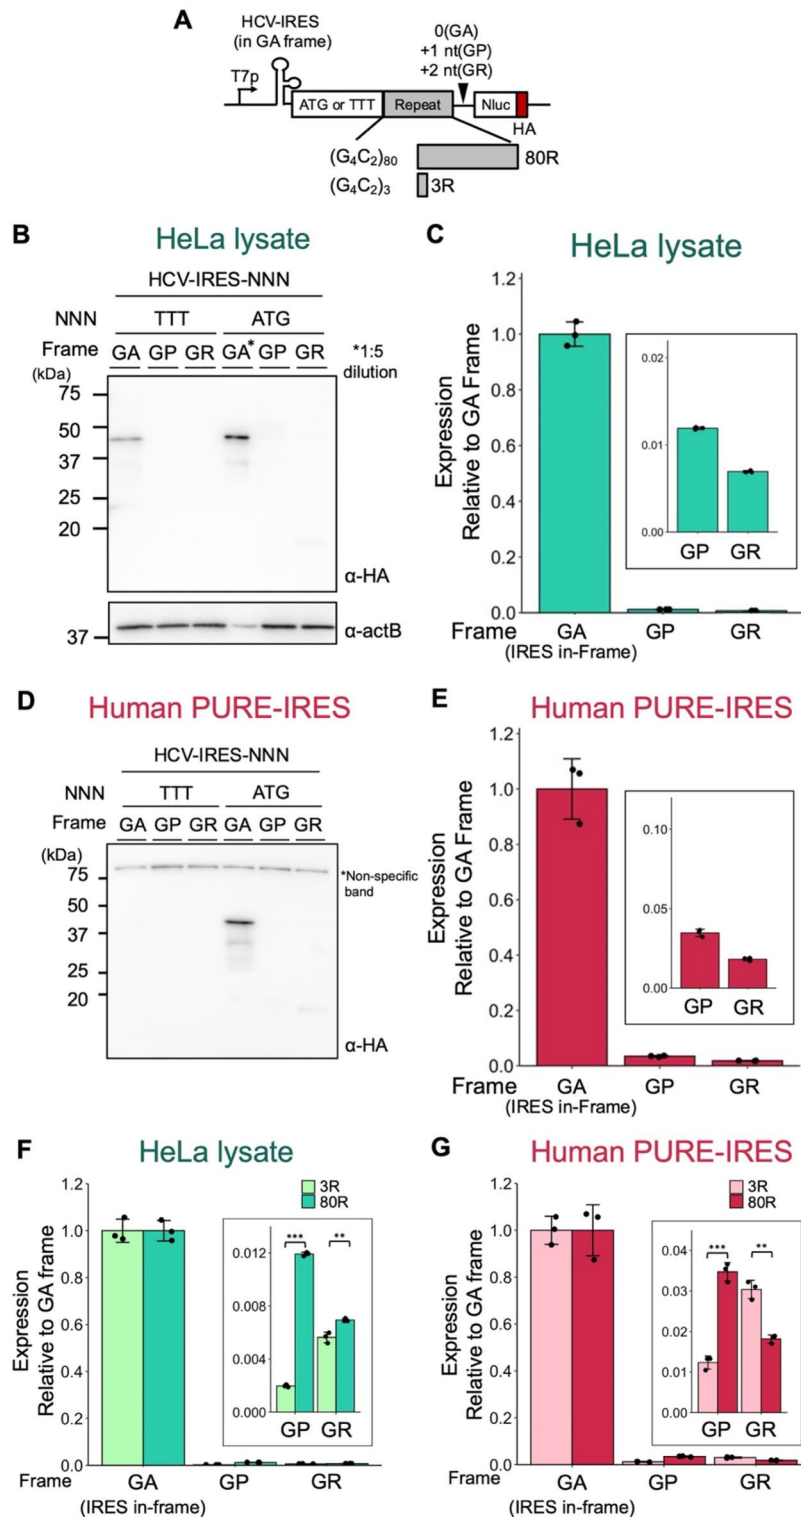 A
HCV-IRES
(in GA frame)
0(GA)
+1 nt(GP)
+2 nt(GR)
T7p
ATG or TTT
Repeat
Nluc
HA
(G₄C₂)₈₀
80R
(G₄C₂)₃
3R
B
HeLa lysate
HCV-IRES-NNN
NNN TTT ATG
Frame GA GP GR GA* GP GR
*1:5
dilution
(kDa)
75
50
37
25
20
α-HA
37
α-actB
C
HeLa lysate
Expression
Relative to GA Frame
1.2
1.0
0.8
0.6
0.4
0.2
0.0
0.02
0.01
0.00
GP GR
Frame GA GP GR
(IRES in-Frame)
D
Human PURE-IRES
HCV-IRES-NNN
NNN TTT ATG
Frame GA GP GR GA GP GR
(kDa)
75
*Non-specific
band
50
37
25
20
α-HA
E
Human PURE-IRES
Expression
Relative to GA Frame
1.2
1.0
0.8
0.6
0.4
0.2
0.0
0.10
0.05
0.00
GP GR
Frame GA GP GR
(IRES in-Frame)
F
HeLa lysate
3R
80R
Expression
Relative to GA frame
1.2
1.0
0.8
0.6
0.4
0.2
0.0
0.012
0.008
0.004
0.000
*** **
GP GR
Frame GA GP GR
(IRES in-frame)
G
Human PURE-IRES
3R
80R
Expression
Relative to GA frame
1.2
1.0
0.8
0.6
0.4
0.2
0.0
0.04
0.03
0.02
0.01
0.00
*** **
GP GR
Frame GA GP GR
(IRES in-frame)